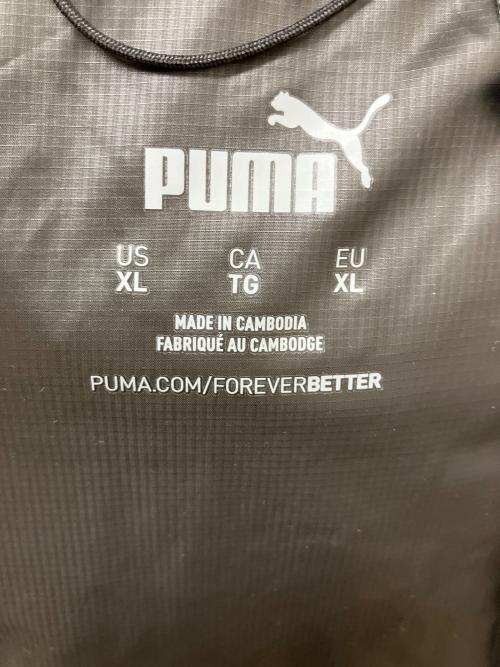 PUMA
US CA EU
XL TG XL
MADE IN CAMBODIA
FABRIQUÉ AU CAMBODGE
PUMA.COM/FOREVERBETTER